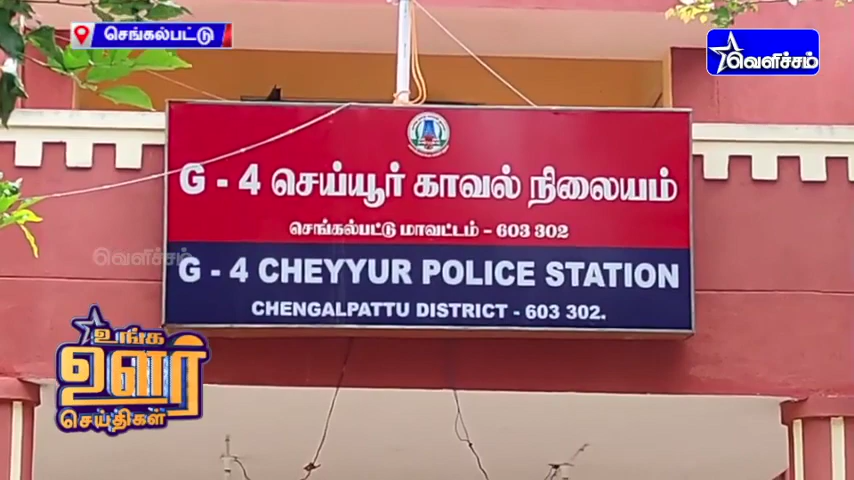 செங்கல்பட்டு
வெளிச்சம்
G - 4 செய்யூர் காவல் நிலையம்
செங்கல்பட்டு மாவட்டம் - 603 302
வெளிச்சம்
G - 4 CHEYYUR POLICE STATION
CHENGALPATTU DISTRICT - 603 302.
உங்க
ஊர்
செய்திகள்